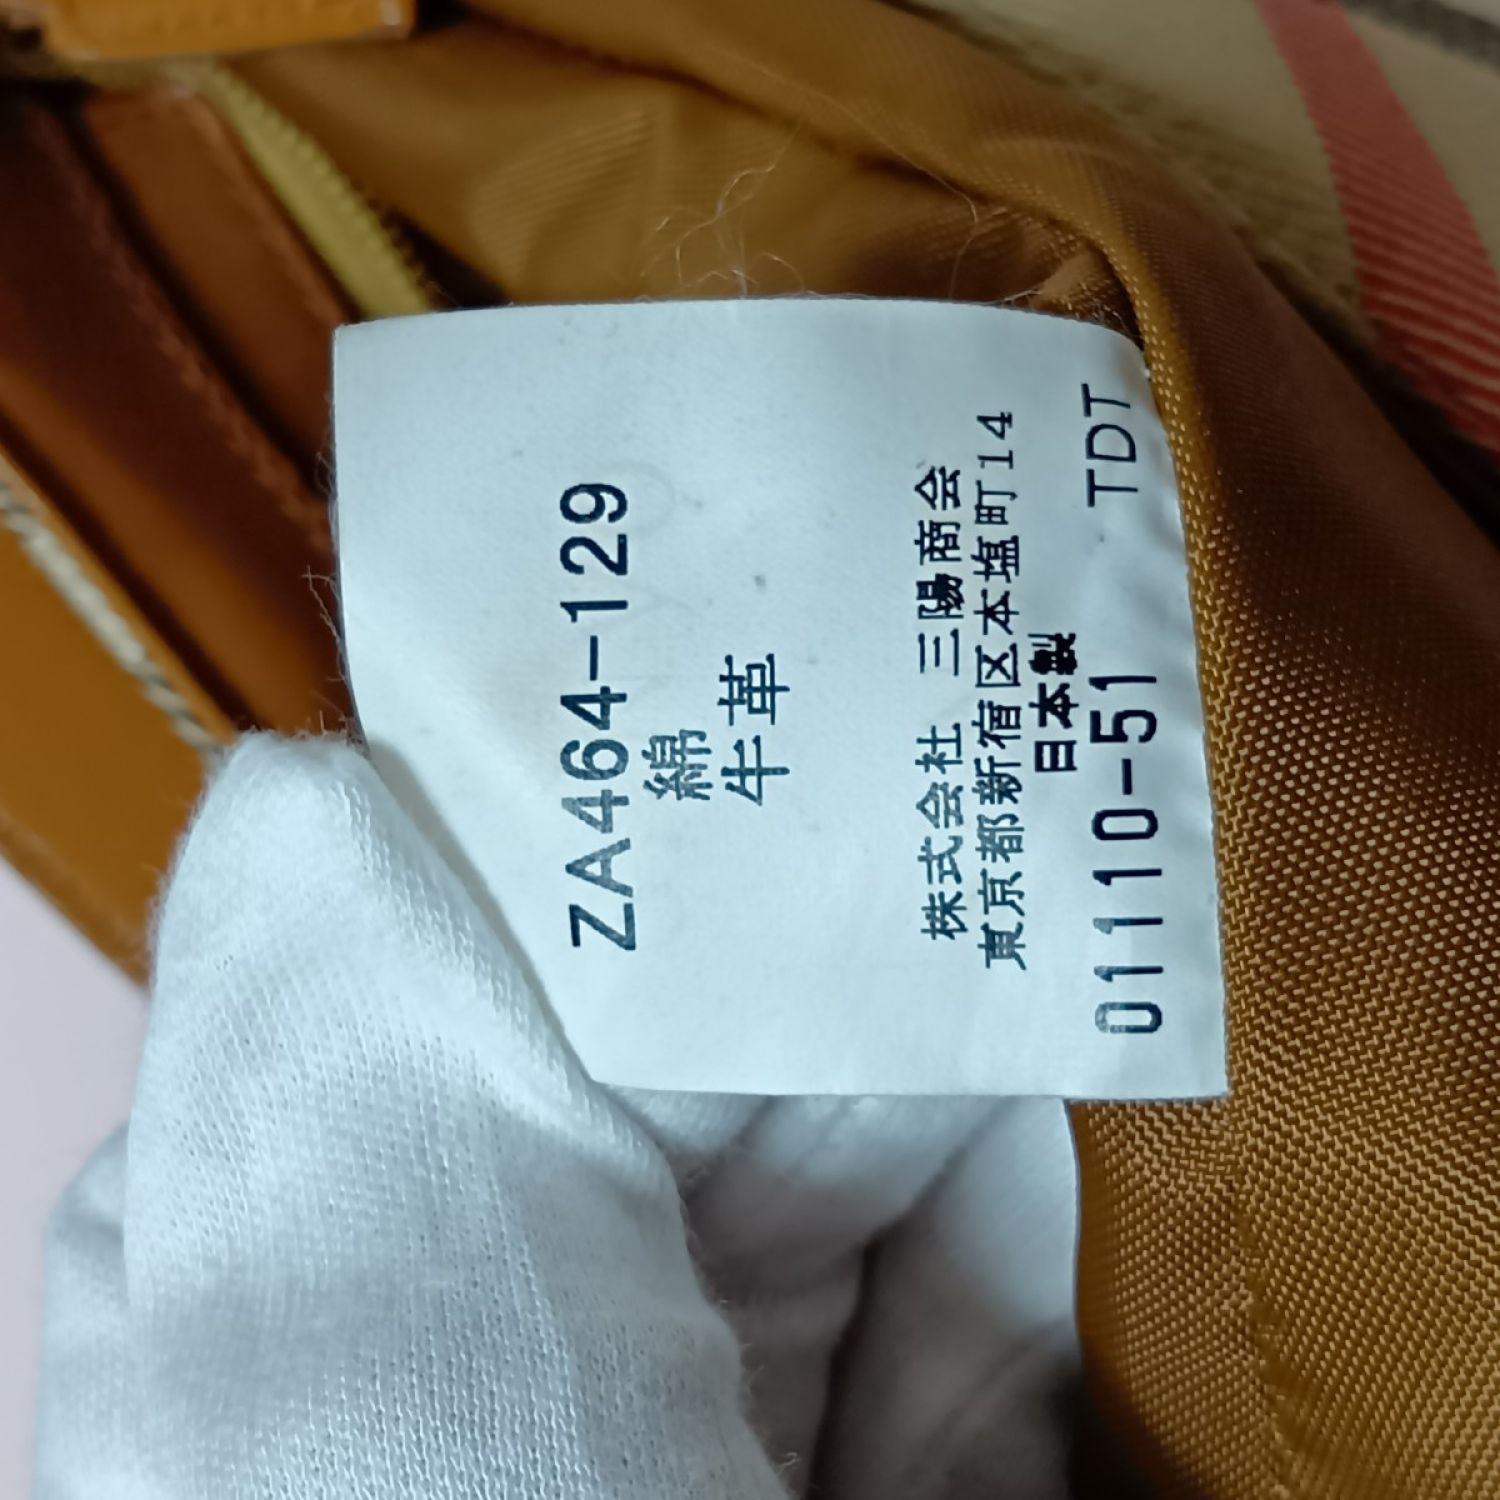 ZA464-129
綿
牛革
株式会社 三陽商会
東京都新宿区本塩町14
日本製
01110-51 TDT